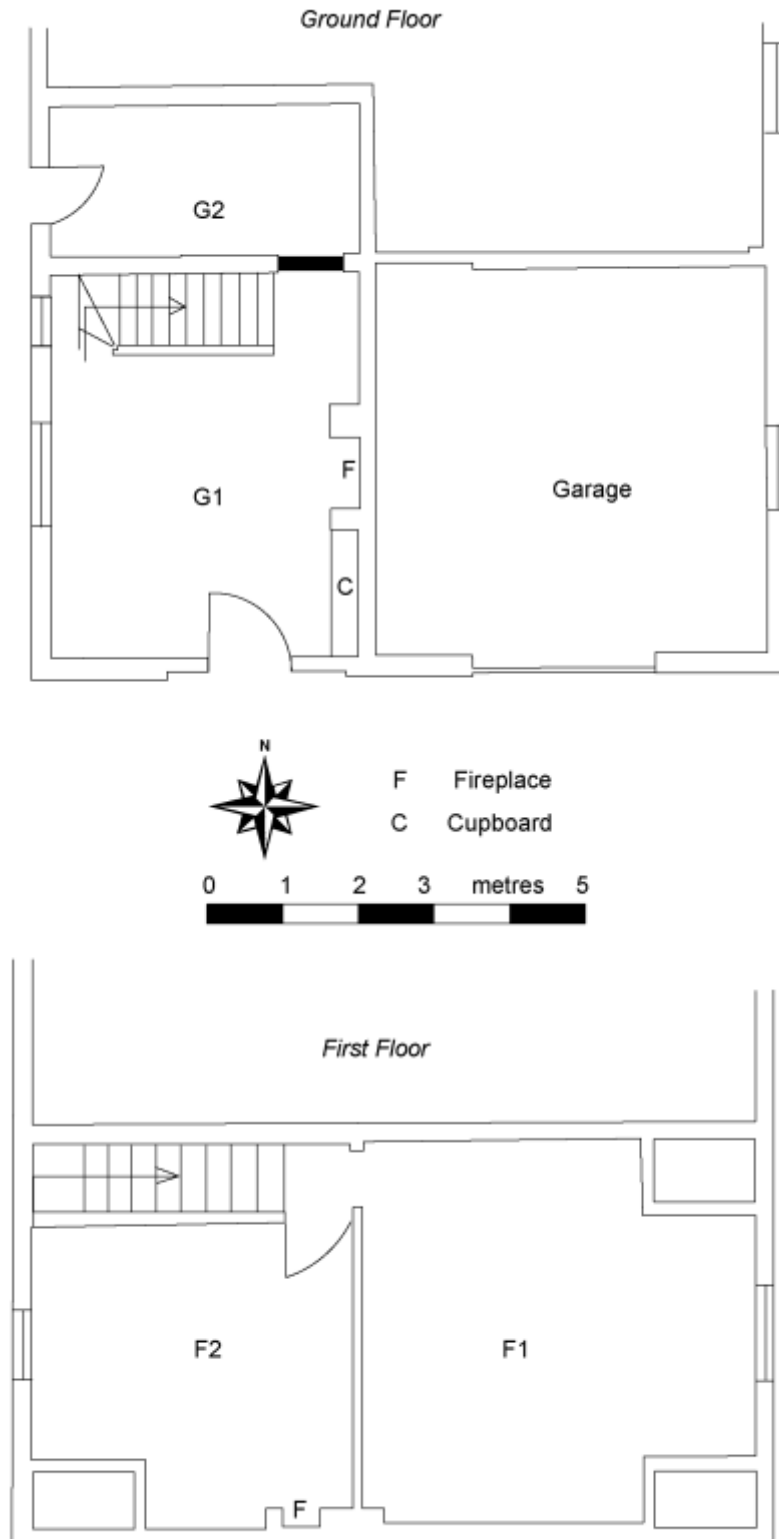 Ground Floor
G2
F
G1
Garage
C
N
F Fireplace
C Cupboard
0 1 2 3 metres 5
First Floor
F2
F1
F